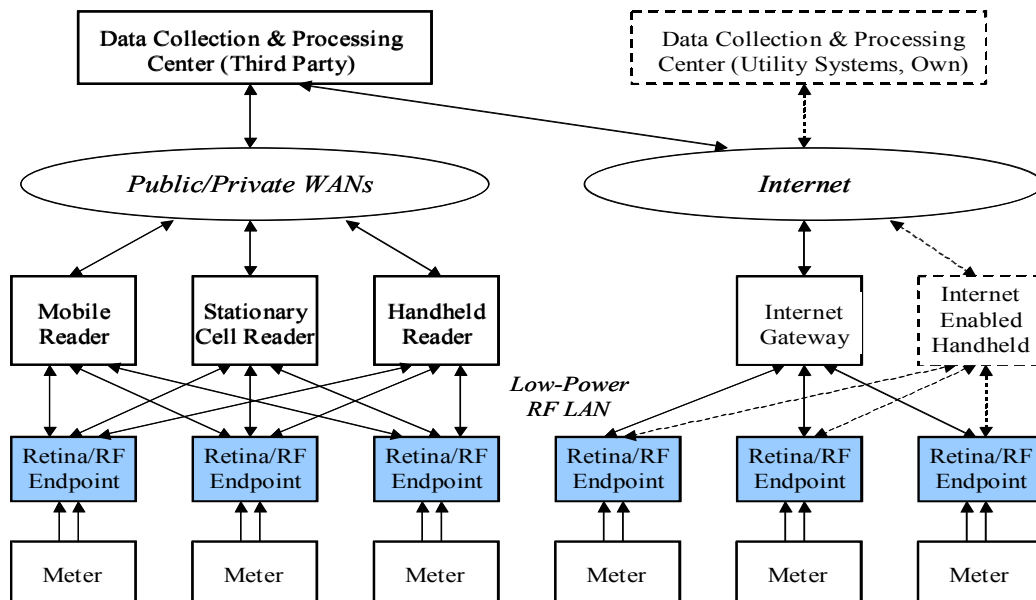 Data Collection & Processing
Center (Third Party)
Data Collection & Processing
Center (Utility Systems, Own)
Public/Private WANs
Internet
Mobile
Reader
Stationary
Cell Reader
Handheld
Reader
Internet
Gateway
Internet
Enabled
Handheld
Low-Power
RF LAN
Retina/RF
Endpoint
Retina/RF
Endpoint
Retina/RF
Endpoint
Retina/RF
Endpoint
Retina/RF
Endpoint
Retina/RF
Endpoint
Meter
Meter
Meter
Meter
Meter
Meter